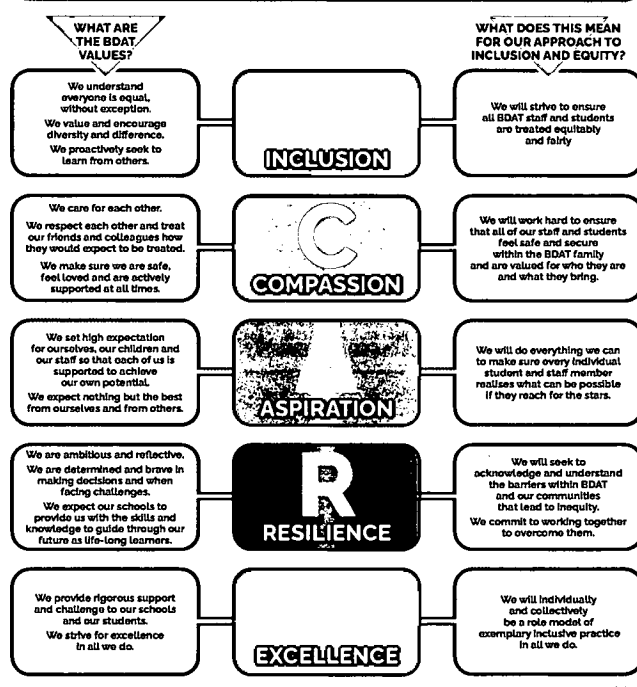 WHAT ARE
THE BDAT
VALUES?
WHAT DOES THIS MEAN
FOR OUR APPROACH TO
INCLUSION AND EQUITY?
We understand
everyone is equal,
without exception.
We value and encourage
diversity and difference.
We proactively seek to
learn from others.
INCLUSION
We will strive to ensure
all BDAT staff and students
are treated equitably
and fairly
We care for each other.
We respect each other and treat
our friends and colleagues how
they would expect to be treated.
We make sure we are safe,
feel loved and are actively
supported at all times.
C
COMPASSION
We will work hard to ensure
that all of our staff and students
feel safe and secure
within the BDAT family
and are valued for who they are
and what they bring.
We set high expectation
for ourselves, our children and
our staff so that each of us is
supported to achieve
our own potential.
We expect nothing but the best
from ourselves and from others.
A
ASPIRATION
We will do everything we can
to make sure every individual
student and staff member
realises what can be possible
if they reach for the stars.
We are ambitious and reflective.
We are determined and brave in
making decisions and when
facing challenges.
We expect our schools to
provide us with the skills and
knowledge to guide through our
future as life-long learners.
R
RESILIENCE
We will seek to
acknowledge and understand
the barriers within BDAT
and our communities
that lead to inequity.
We commit to working together
to overcome them.
We provide rigorous support
and challenge to our schools
and our students.
We strive for excellence
in all we do.
EXCELLENCE
We will individually
and collectively
be a role model of
exemplary inclusive practice
in all we do.